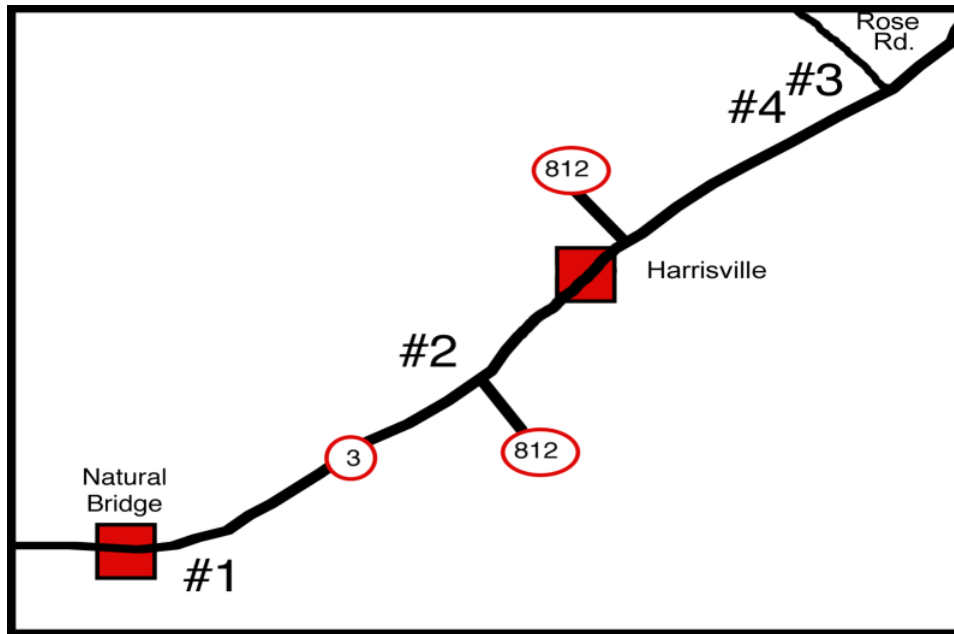 Rose
Rd.
#3
#4
812
Harrisville
#2
812
3
Natural
Bridge
#1